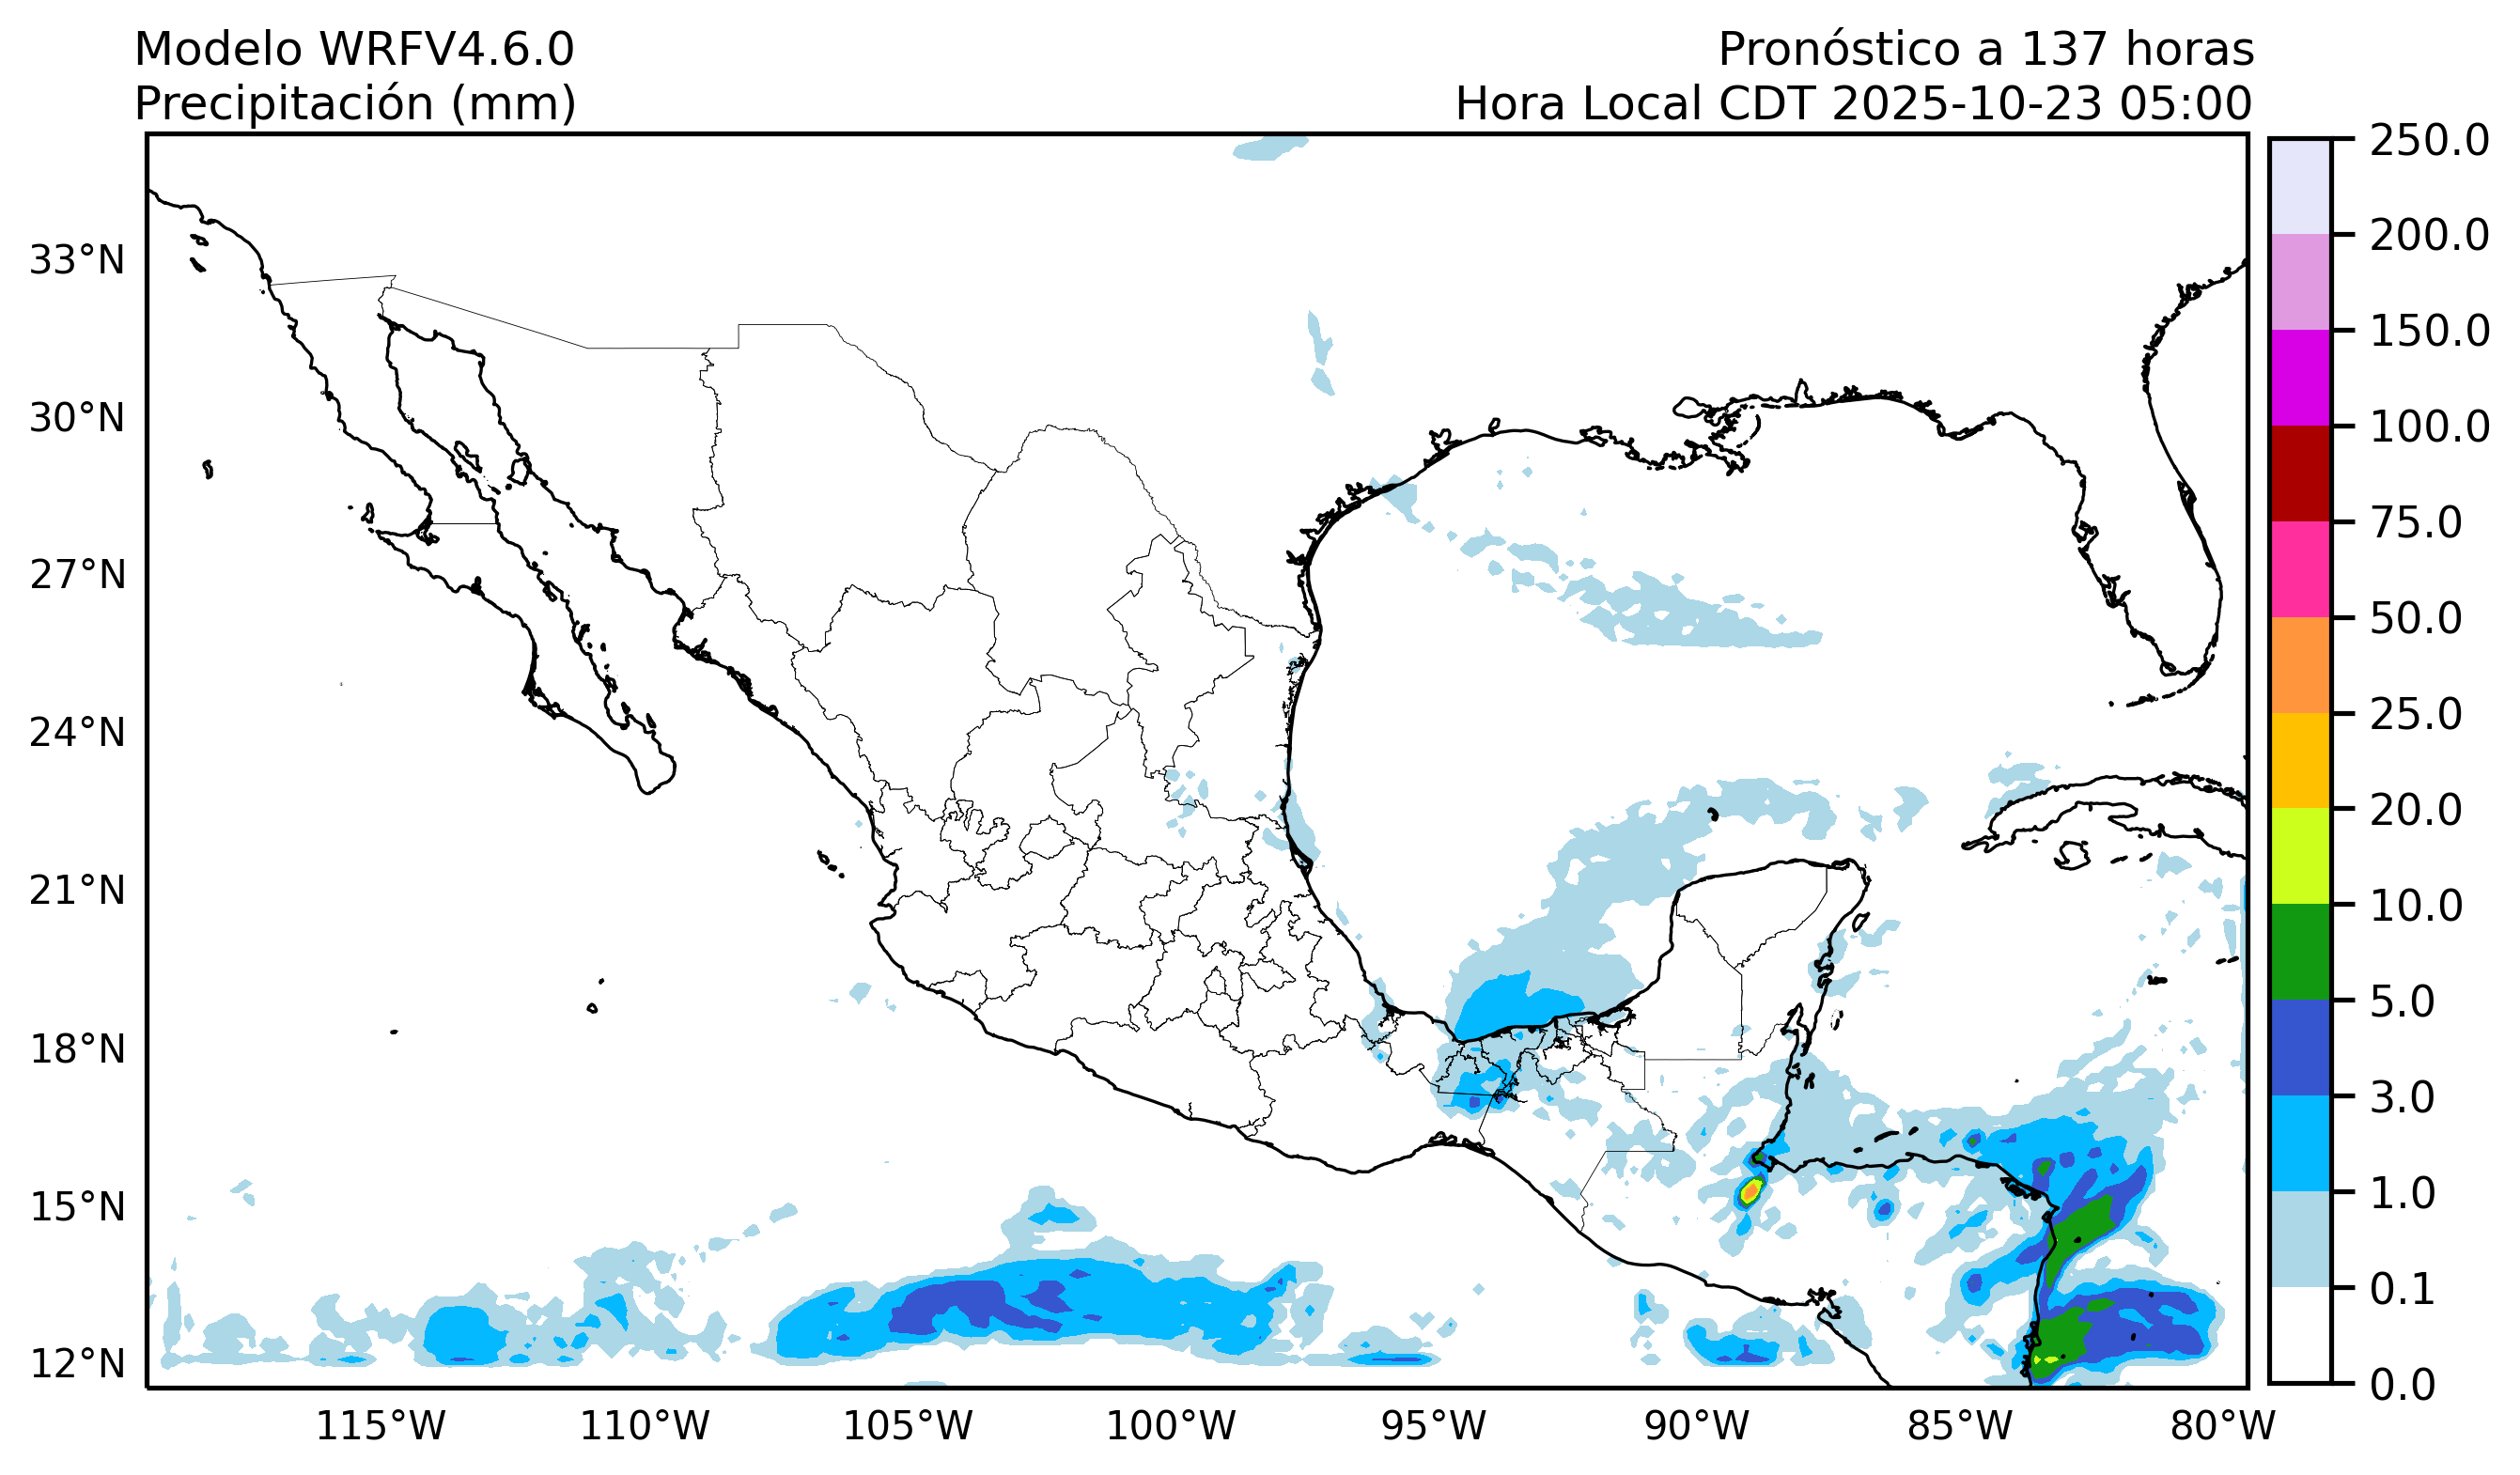 Modelo WRFV4.6.0
Precipitación (mm)
Pronóstico a 137 horas
Hora Local CDT 2025-10-23 05:00
33°N
30°N
27°N
24°N
21°N
18°N
15°N
12°N
115°W
110°W
105°W
100°W
95°W
90°W
85°W
80°W
250.0
200.0
150.0
100.0
75.0
50.0
25.0
20.0
10.0
5.0
3.0
1.0
0.1
0.0